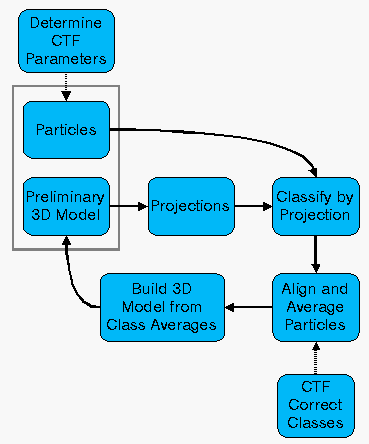 Determine
CTF
Parameters
Particles
Preliminary
3D Model
Projections
Classify by
Projection
Build 3D
Model from
Class Averages
Align and
Average
Particles
CTF
Correct
Classes